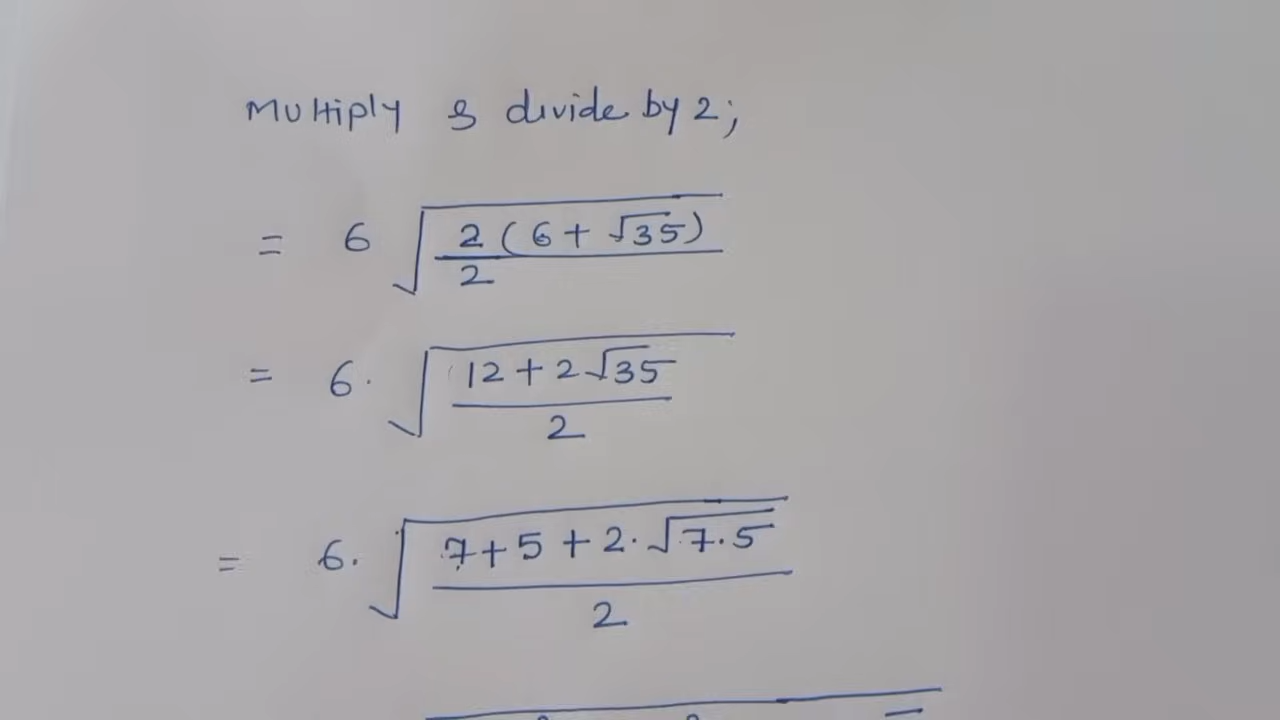 Multiply & divide by 2;
= 6 √(2(6+√35)/2)
= 6. √((12+2√35)/2)
= 6. √((7+5+2.√(7.5))/2)